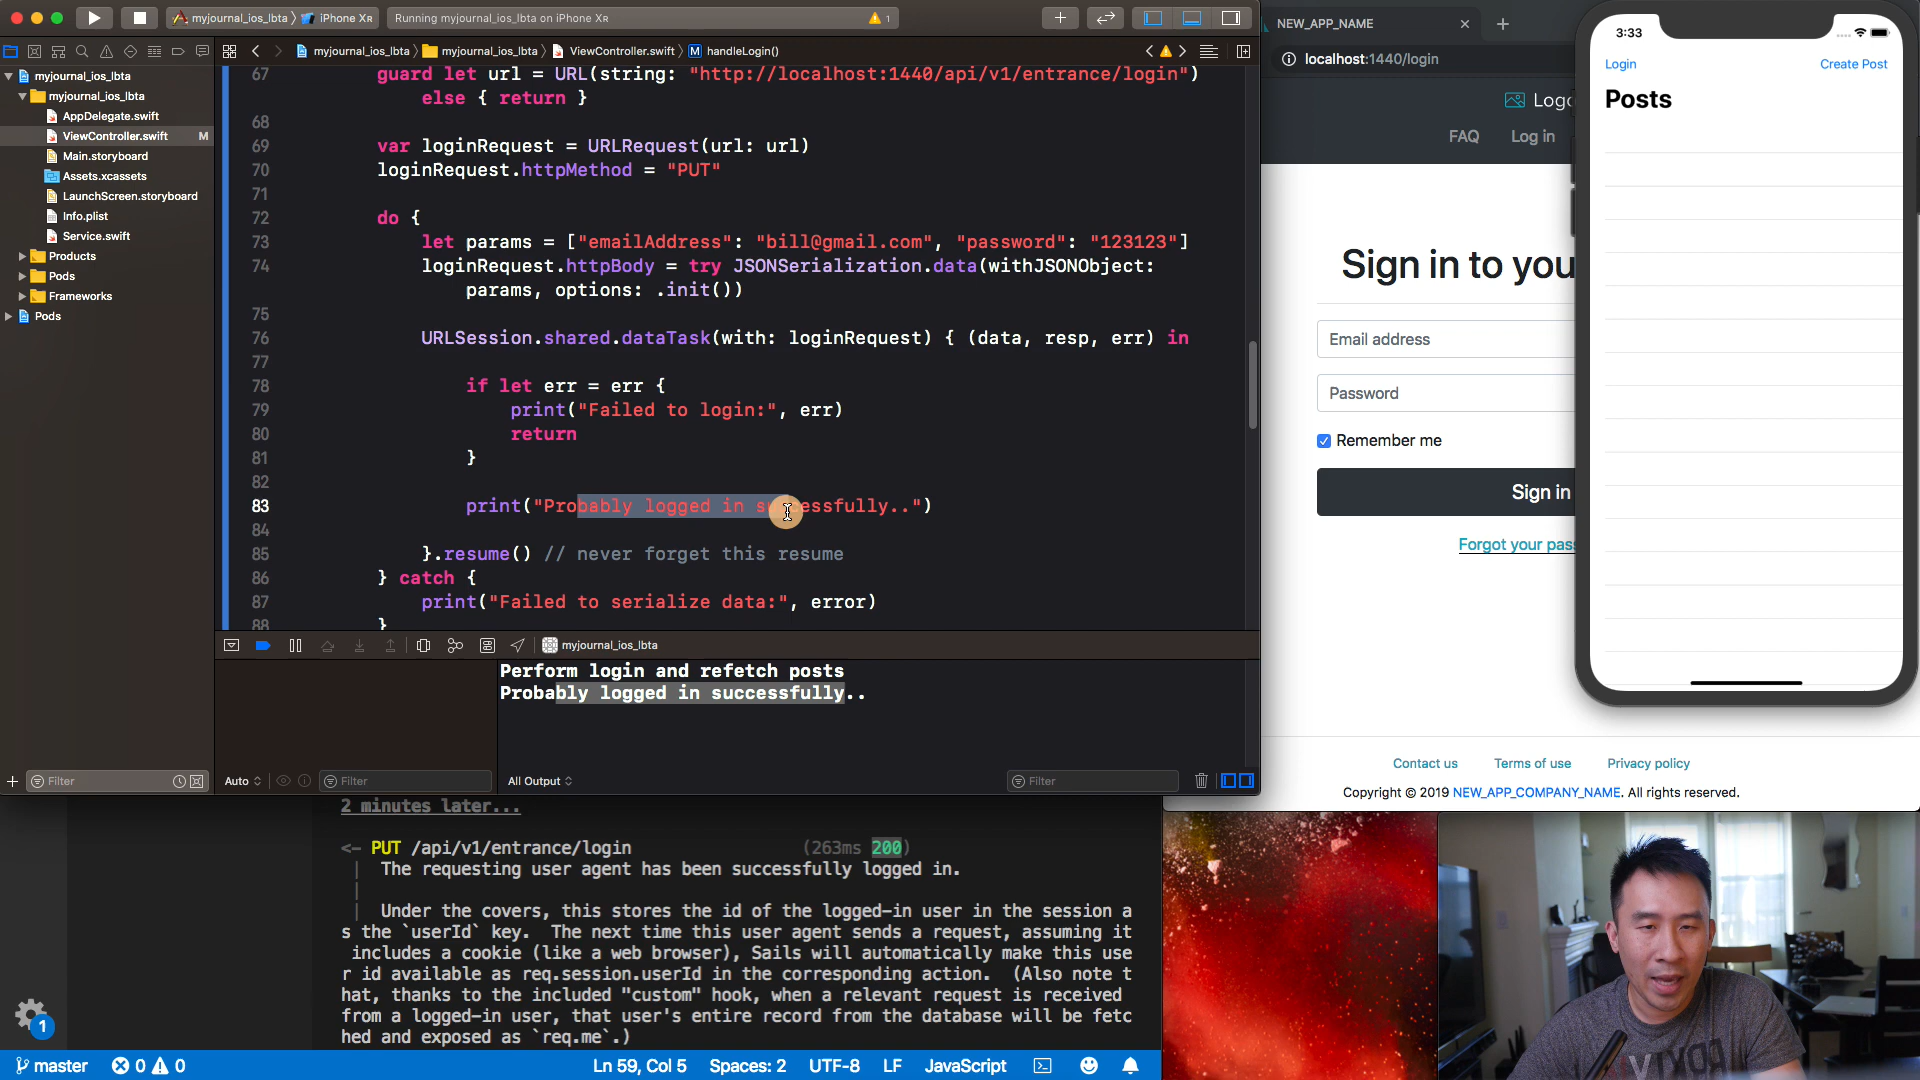 myjournal_ios_lbta
iPhone XR
Running myjournal_ios_lbta on iPhone XR
1
myjournal_ios_lbta
myjournal_ios_lbta
ViewController.swift
M handleLogin()
myjournal_ios_lbta
myjournal_ios_lbta
AppDelegate.swift
ViewController.swift M
Main.storyboard
Assets.xcassets
LaunchScreen.storyboard
Info.plist
Service.swift
Products
Pods
Frameworks
Pods
Filter
67 guard let url = URL(string: "http://localhost:1440/api/v1/entrance/login")
else { return }
68
69 var loginRequest = URLRequest(url: url)
70 loginRequest.httpMethod = "PUT"
71
72 do {
73 let params = ["emailAddress": "bill@gmail.com", "password": "123123"]
74 loginRequest.httpBody = try JSONSerialization.data(withJSONObject:
params, options: .init())
75
76 URLSession.shared.dataTask(with: loginRequest) { (data, resp, err) in
77
78 if let err = err {
79 print("Failed to login:", err)
80 return
81 }
82
83 print("Probably logged in successfully..")
84
85 }.resume() // never forget this resume
86 } catch {
87 print("Failed to serialize data:", error)
88 }
myjournal_ios_lbta
Perform login and refetch posts
Probably logged in successfully..
Auto
Filter
All Output
Filter
NEW_APP_NAME
localhost:1440/login
Logo
FAQ
Log in
Sign in to you
Email address
Password
Remember me
Sign in
Forgot your pass
Contact us
Terms of use
Privacy policy
Copyright © 2019 NEW_APP_COMPANY_NAME. All rights reserved.
3:33
Login
Create Post
Posts
2 minutes later...
<- PUT /api/v1/entrance/login (263ms 200)
| The requesting user agent has been successfully logged in.
|
| Under the covers, this stores the id of the logged-in user in the session a
s the `userId` key. The next time this user agent sends a request, assuming it
includes a cookie (like a web browser), Sails will automatically make this use
r id available as req.session.userId in the corresponding action. (Also note t
hat, thanks to the included "custom" hook, when a relevant request is received
from a logged-in user, that user's entire record from the database will be fetc
hed and exposed as `req.me`.)
1
master
0
0
Ln 59, Col 5
Spaces: 2
UTF-8
LF
JavaScript